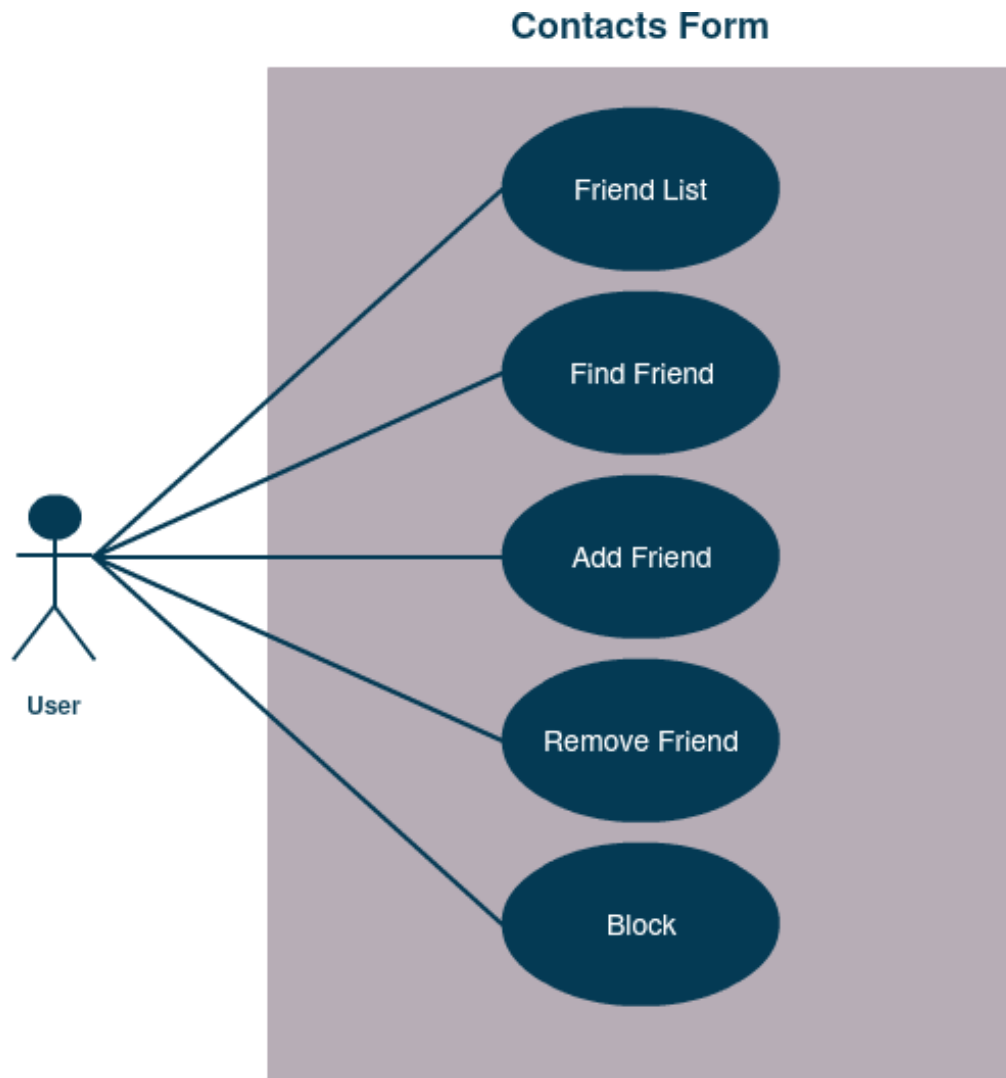 Contacts Form
Friend List
Find Friend
Add Friend
Remove Friend
User
Block